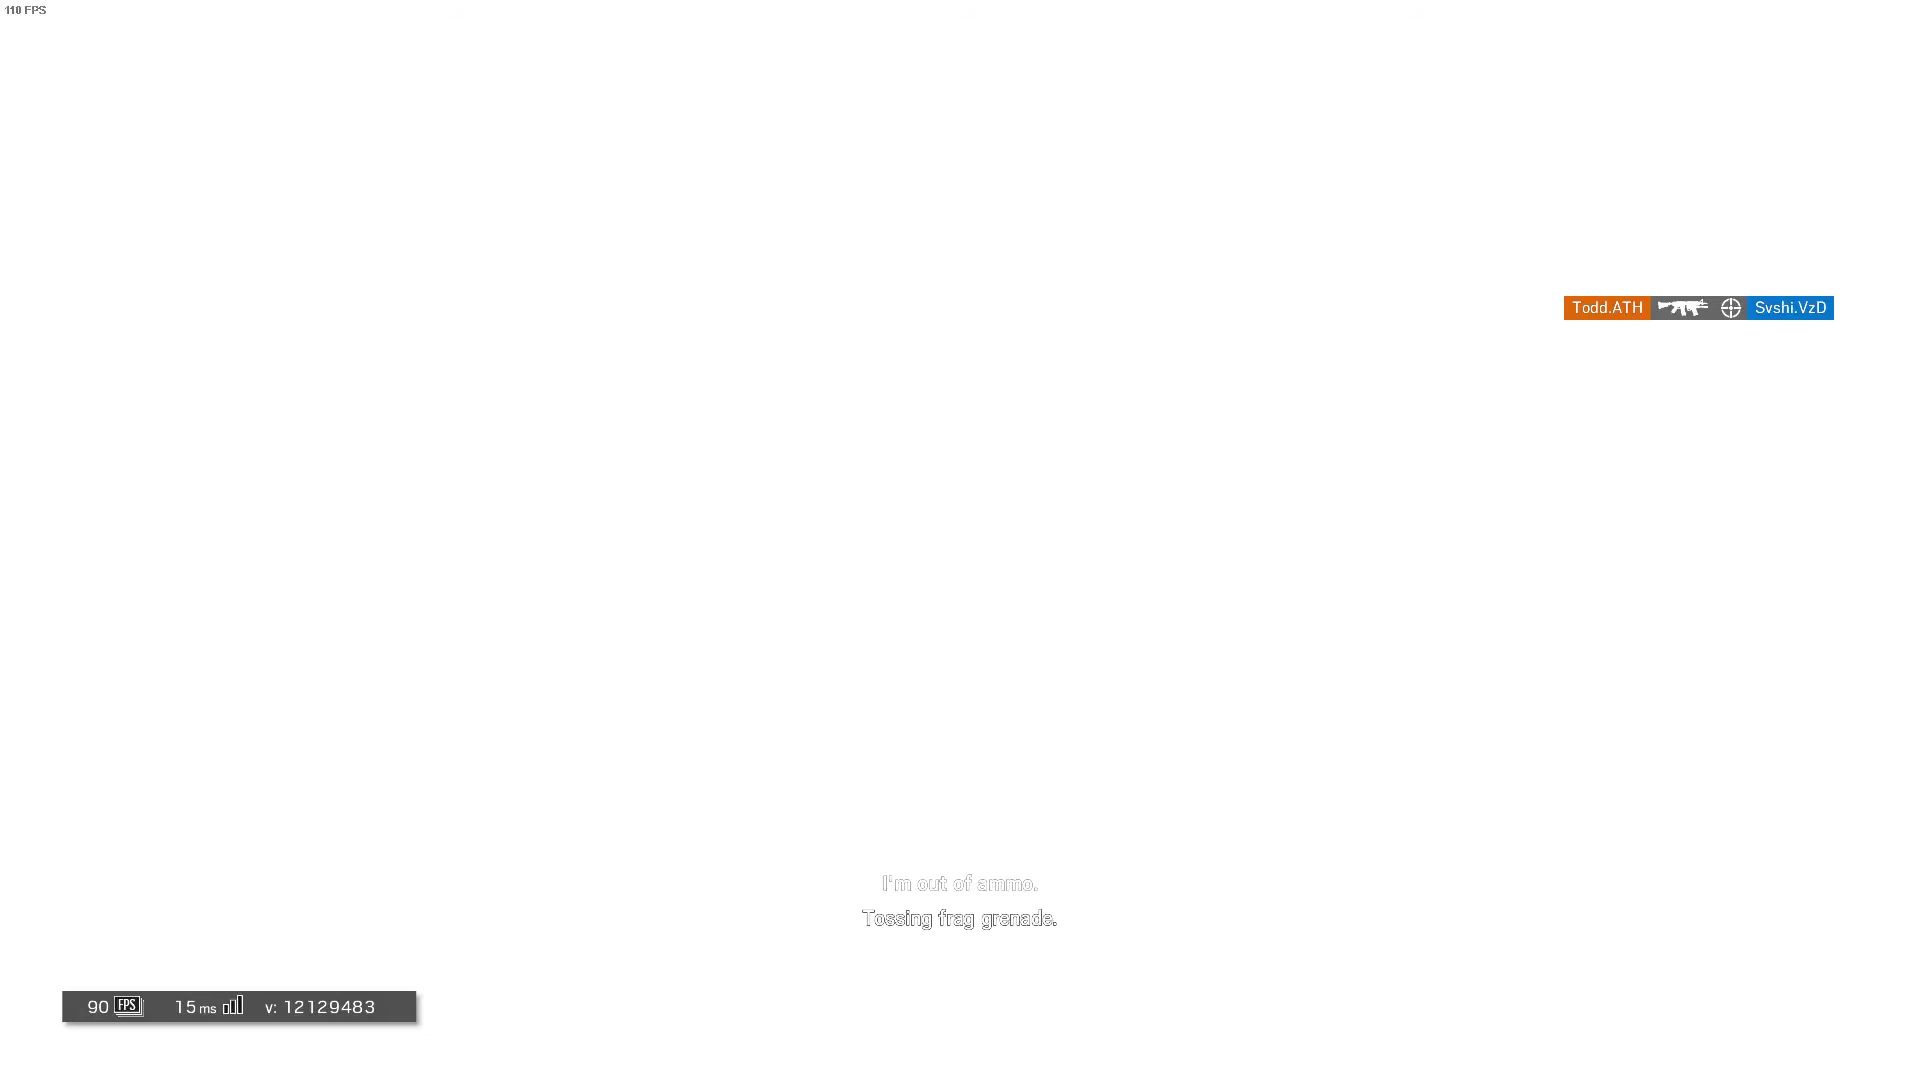 110 FPS
Todd.ATH Svshi.VzD
I'm out of ammo.
Tossing frag grenade.
90 FPS 15 ms v: 12129483